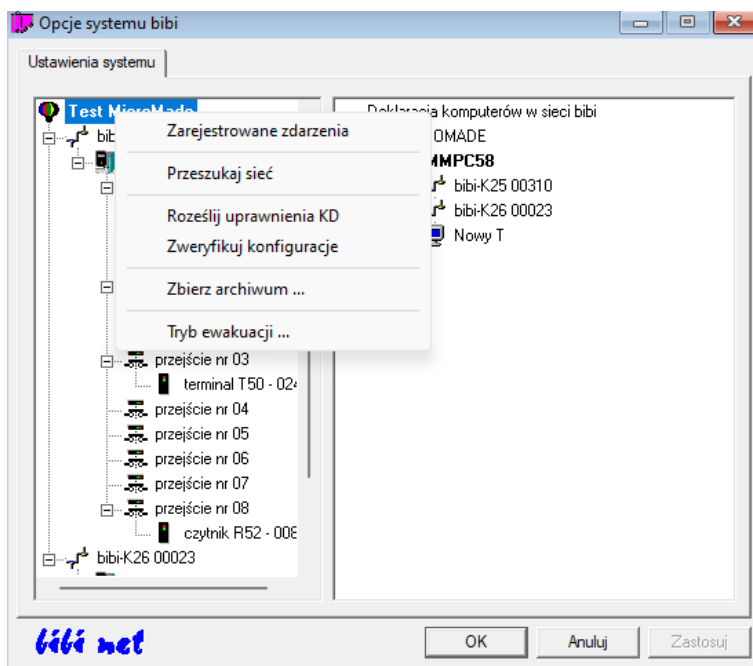 Opcje systemu bibi
Ustawienia systemu
Test MicroMade
bib
Zarejestrowane zdarzenia
Przeszukaj sieć
Roześlij uprawnienia KD
Zweryfikuj konfiguracje
Zbierz archiwum ...
Tryb ewakuacji ...
przejście nr 03
terminal T50 - 024
przejście nr 04
przejście nr 05
przejście nr 06
przejście nr 07
przejście nr 08
czytnik R52 - 008
bibi-K26 00023
Deklaracja komputerów w sieci bibi
OMADE
MMPC58
bibi-K25 00310
bibi-K26 00023
Nowy T
bibi net
OK
Anuluj
Zastosuj